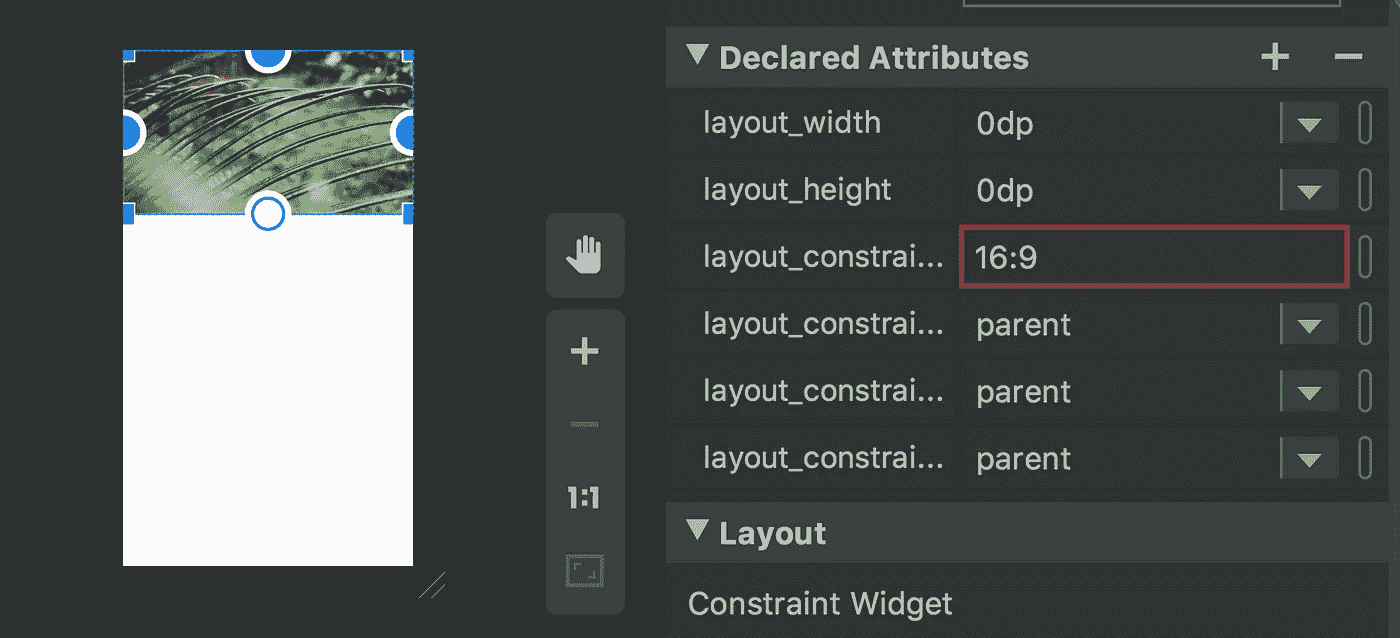 Declared Attributes
layout_width 0dp
layout_height 0dp
layout_constrai... 16:9
layout_constrai... parent
layout_constrai... parent
layout_constrai... parent
1:1
Layout
Constraint Widget